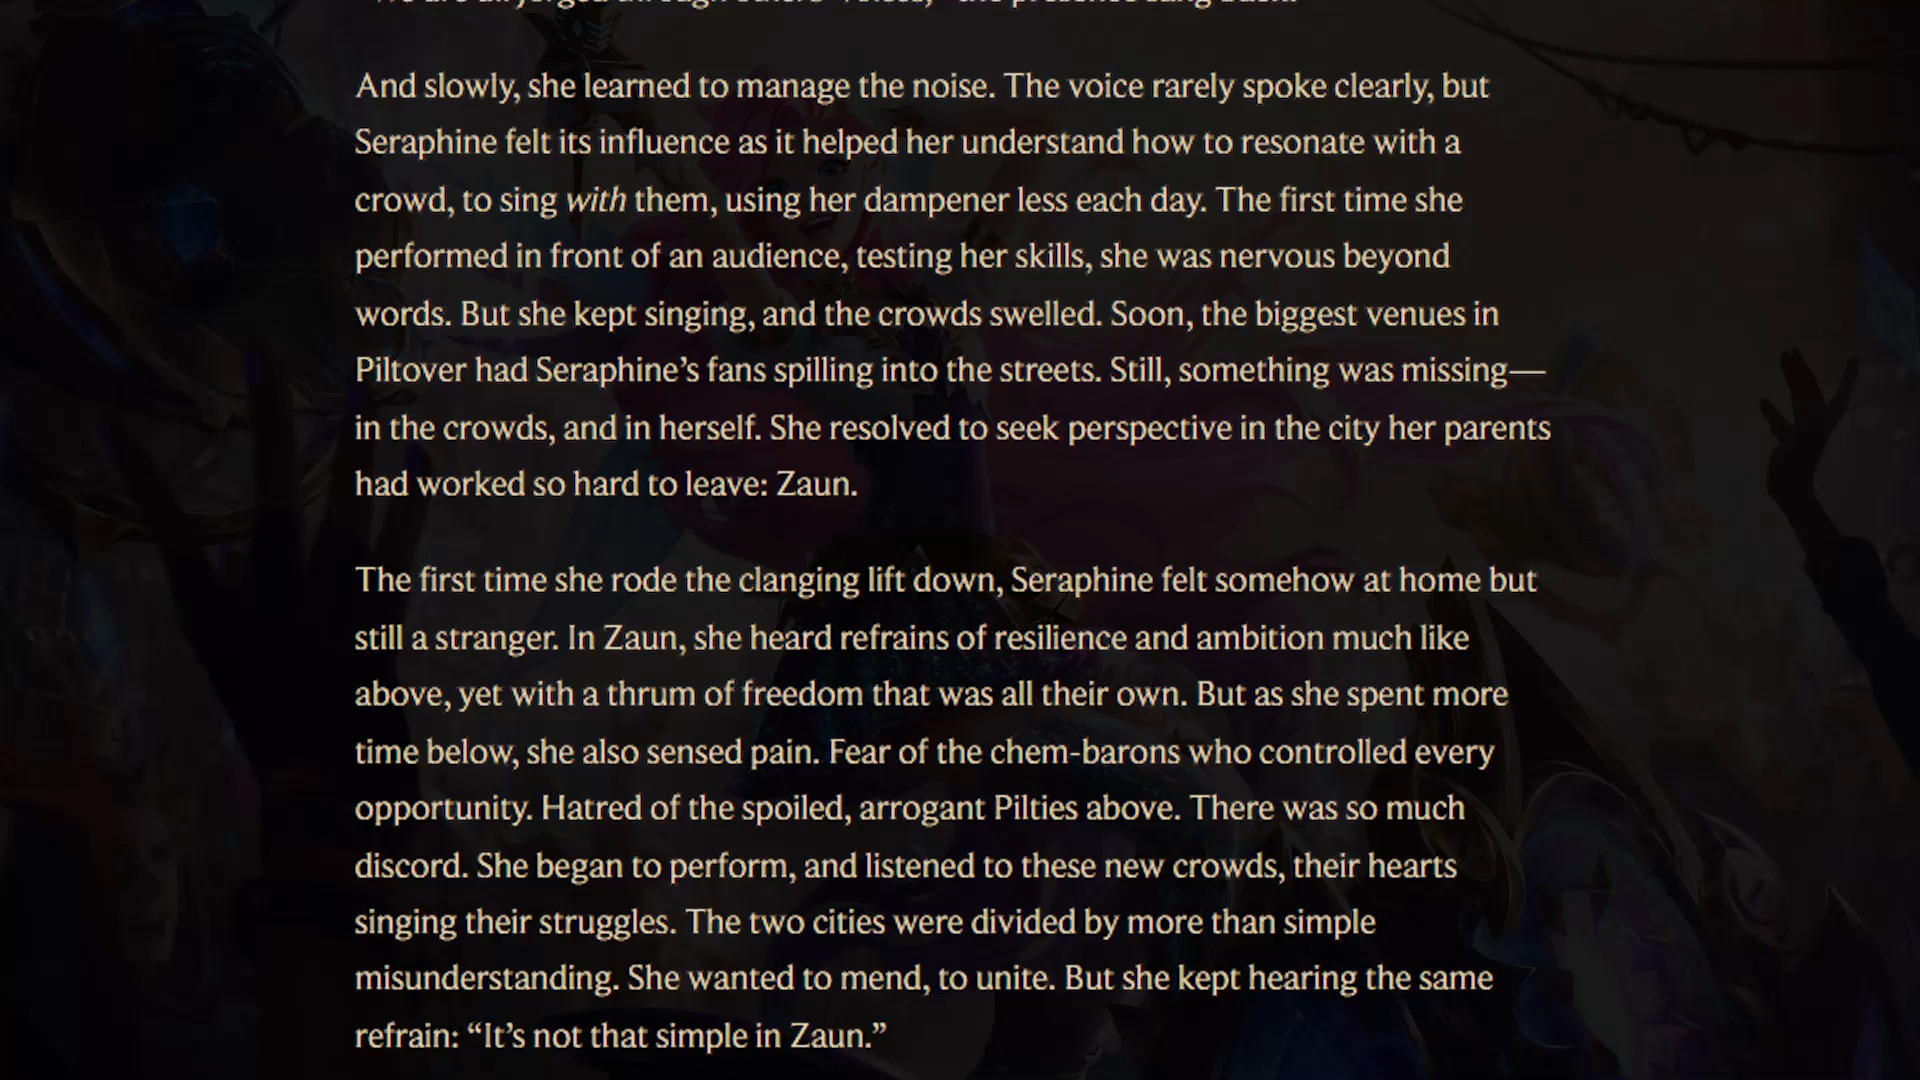 And slowly, she learned to manage the noise. The voice rarely spoke clearly, but
Seraphine felt its influence as it helped her understand how to resonate with a
crowd, to sing with them, using her dampener less each day. The first time she
performed in front of an audience, testing her skills, she was nervous beyond
words. But she kept singing, and the crowds swelled. Soon, the biggest venues in
Piltover had Seraphine’s fans spilling into the streets. Still, something was missing—
in the crowds, and in herself. She resolved to seek perspective in the city her parents
had worked so hard to leave: Zaun.
The first time she rode the clanging lift down, Seraphine felt somehow at home but
still a stranger. In Zaun, she heard refrains of resilience and ambition much like
above, yet with a thrum of freedom that was all their own. But as she spent more
time below, she also sensed pain. Fear of the chem-barons who controlled every
opportunity. Hatred of the spoiled, arrogant Pilties above. There was so much
discord. She began to perform, and listened to these new crowds, their hearts
singing their struggles. The two cities were divided by more than simple
misunderstanding. She wanted to mend, to unite. But she kept hearing the same
refrain: “It’s not that simple in Zaun.”